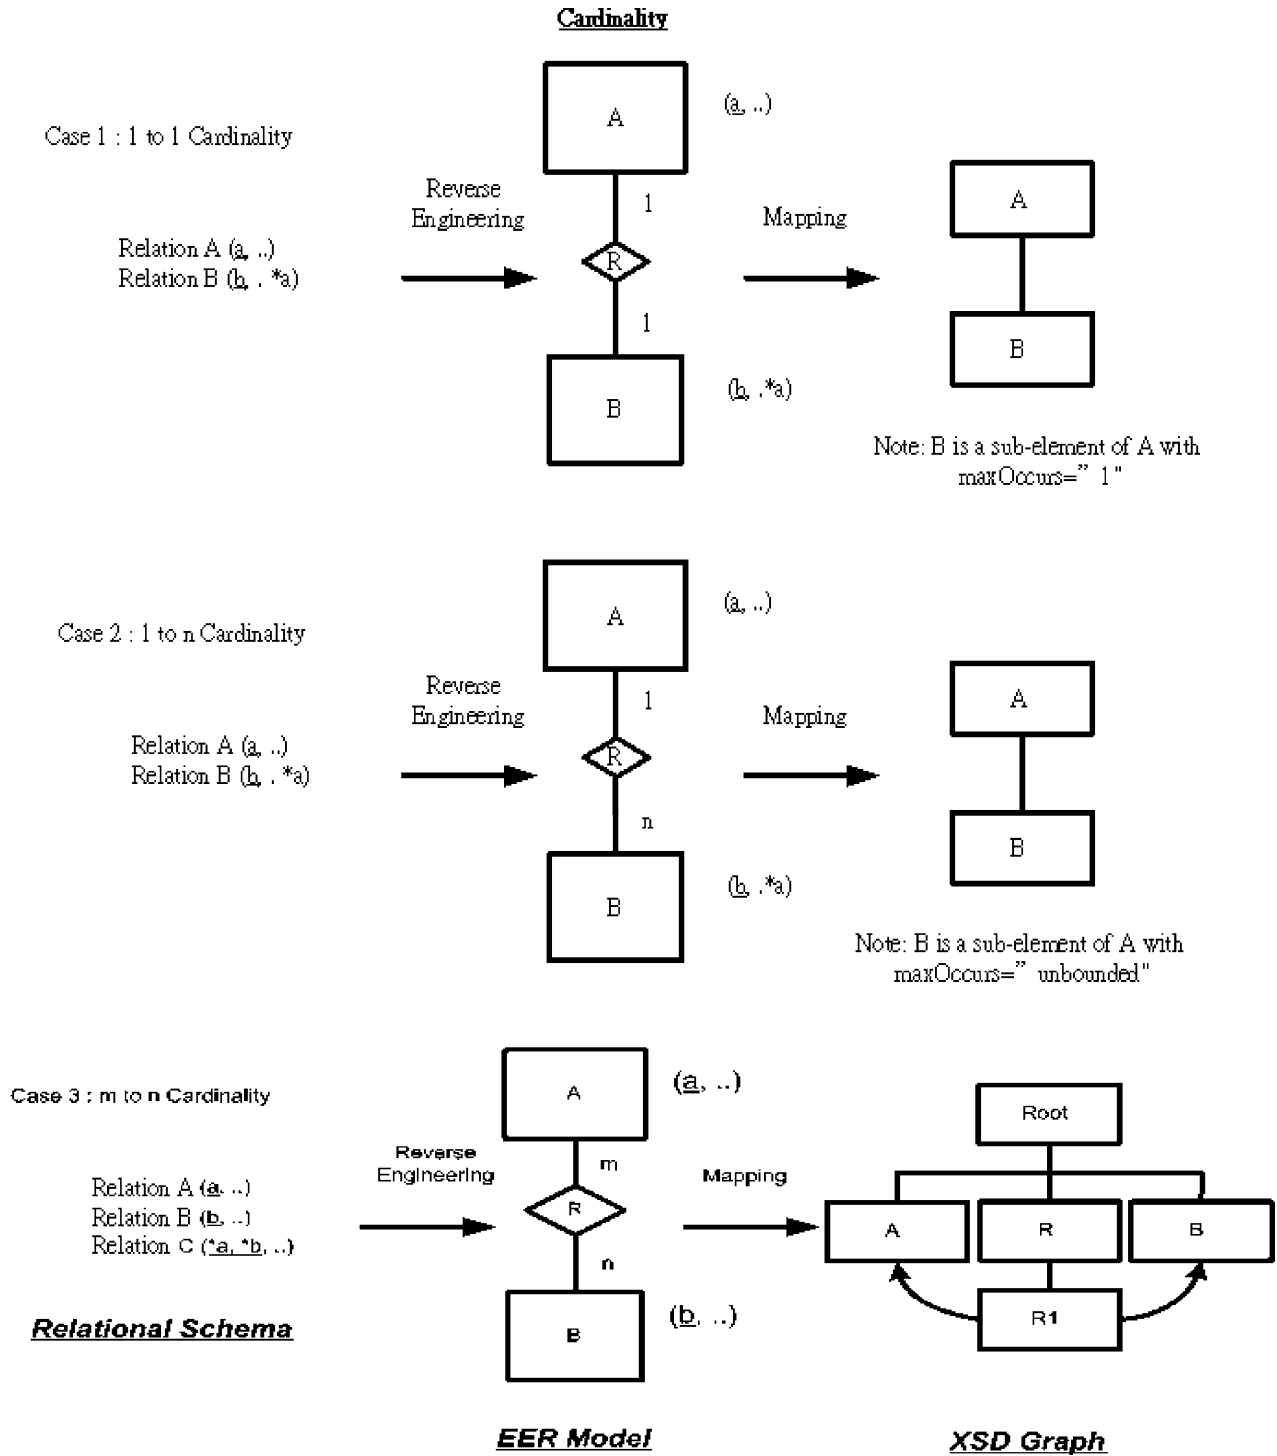 Cardinality
Case 1 : 1 to 1 Cardinality
Relation A (a, ..)
Relation B (b, . *a)
Reverse
Engineering
A
(a, ..)
1
R
1
B
(b, .*a)
Mapping
A
B
Note: B is a sub-element of A with
maxOccurs=” 1"
Case 2 : 1 to n Cardinality
Relation A (a, ..)
Relation B (b, . *a)
Reverse
Engineering
A
(a, ..)
1
R
n
B
(b, .*a)
Mapping
A
B
Note: B is a sub-element of A with
maxOccurs=” unbounded"
Case 3 : m to n Cardinality
Relation A (a, ..)
Relation B (b, ..)
Relation C (*a, *b, ..)
Reverse
Engineering
A
(a, ..)
m
R
n
B
(b, ..)
Mapping
Root
A
R
B
R1
Relational Schema
EER Model
XSD Graph